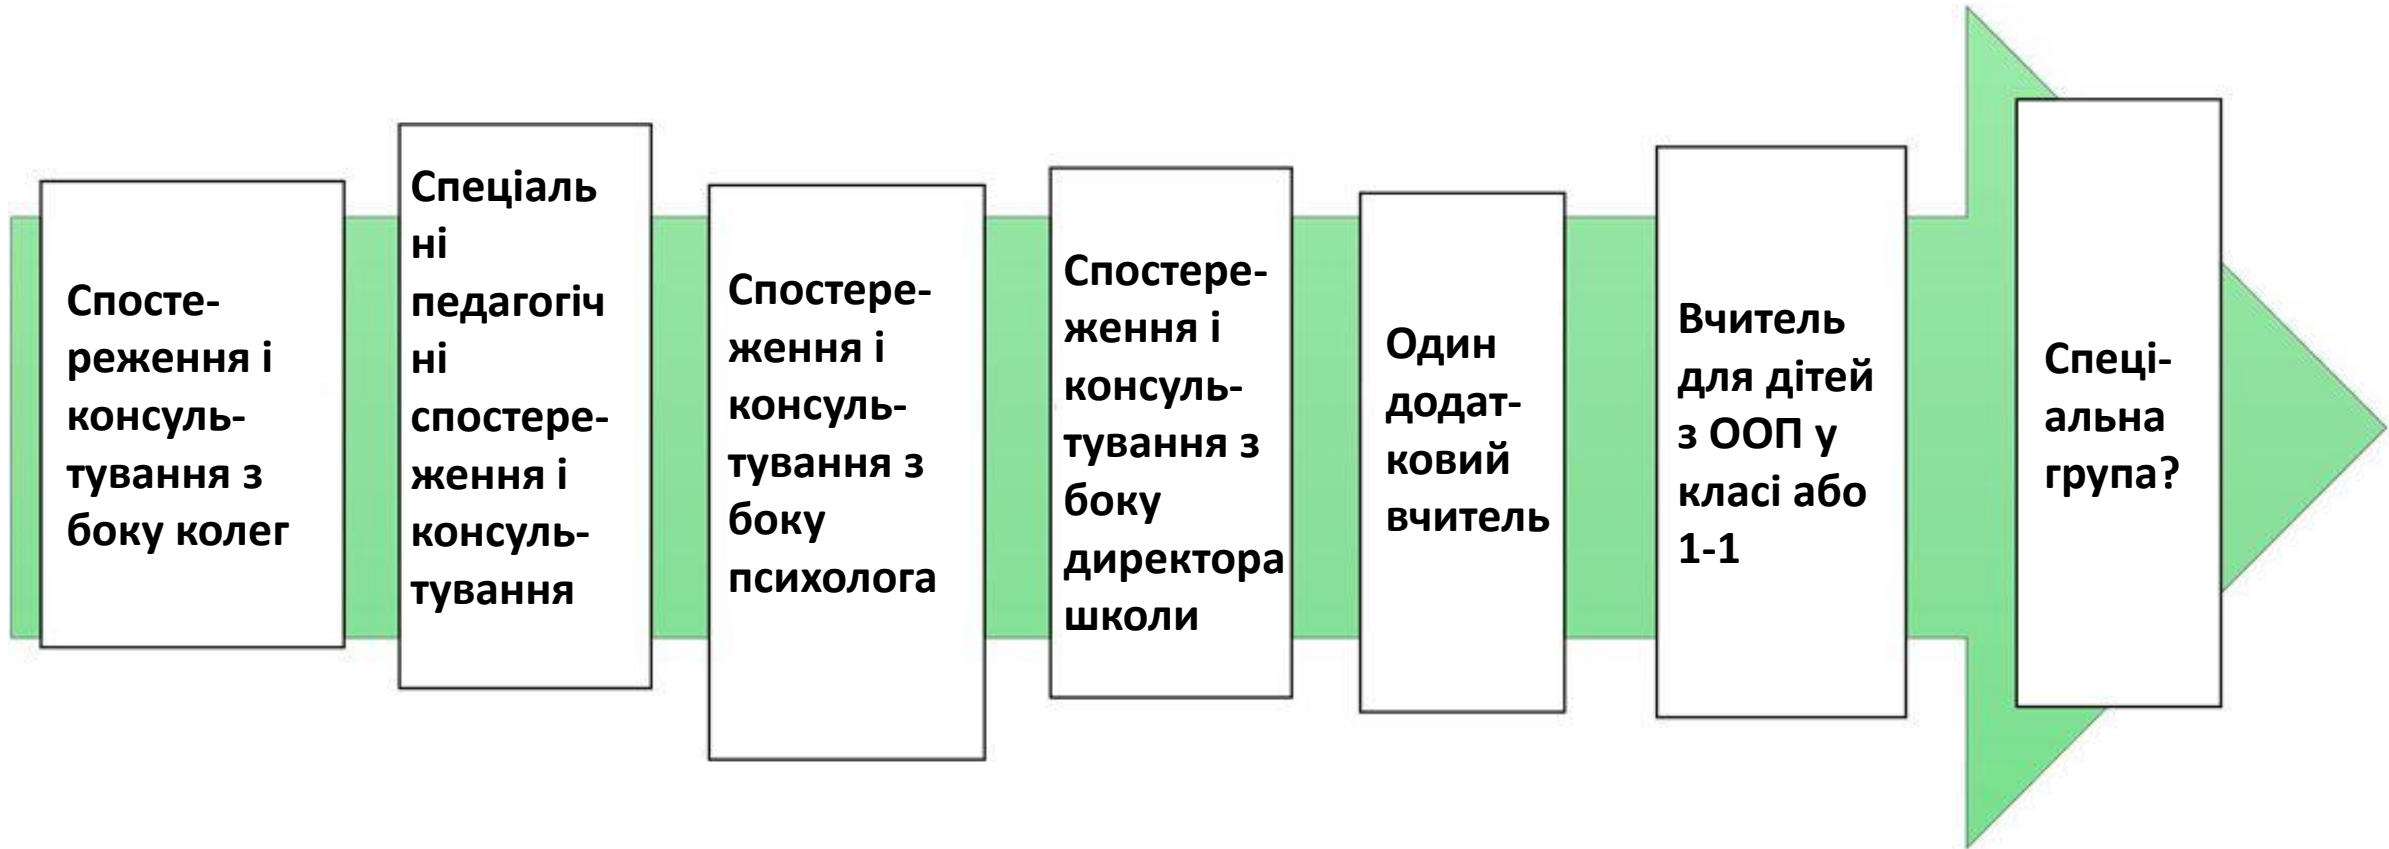 Спосте-
реження і
консуль-
тування з
боку колег
Спеціаль
ні
педагогіч
ні
спостере-
ження і
консуль-
тування
Спостере-
ження і
консуль-
тування з
боку
психолога
Спостере-
ження і
консуль-
тування з
боку
директора
школи
Один
додат-
ковий
вчитель
Вчитель
для дітей
з ООП у
класі або
1-1
Спеці-
альна
група?